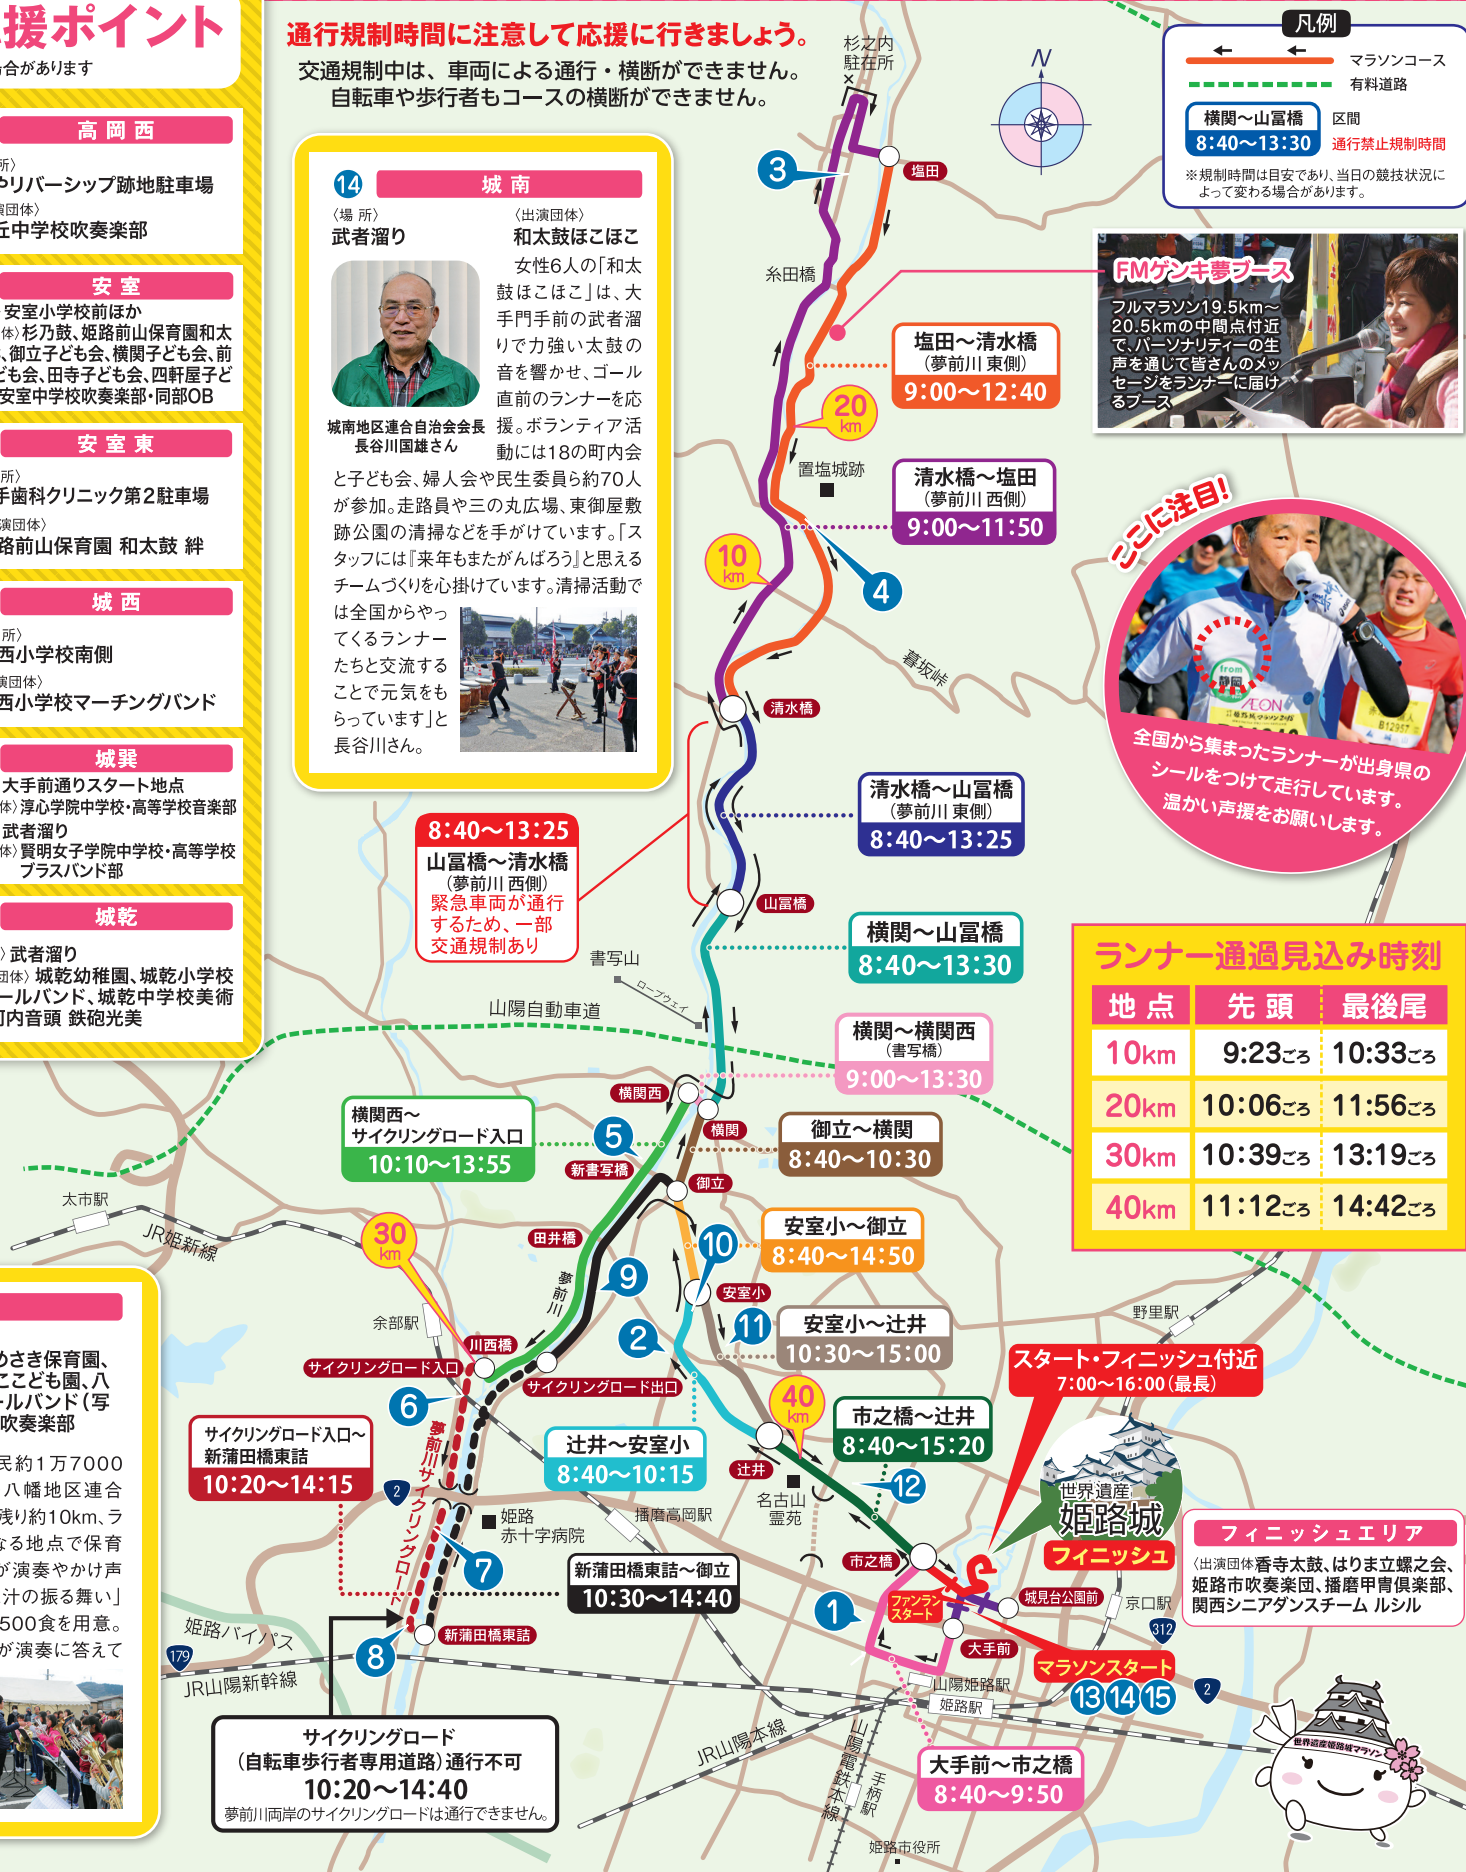 援ポイント
場合があります
通行規制時間に注意して応援に行きましょう。
交通規制中は、車両による通行・横断ができません。
自転車や歩行者もコースの横断ができません。
凡例
マラソンコース
有料道路
横関〜山冨橋
8:40〜13:30
区間
通行禁止規制時間
※規制時間は目安であり、当日の競技状況に
よって変わる場合があります。
高岡西
所〉
やリバーシップ跡地駐車場
演団体〉
丘中学校吹奏楽部
安室
安室小学校前ほか
体〉杉乃鼓、姫路前山保育園和太
、御立子ども会、横関子ども会、前
ども会、田寺子ども会、四軒屋子ど
安室中学校吹奏楽部・同部OB
安室東
所〉
手歯科クリニック第2駐車場
演団体〉
路前山保育園 和太鼓 絆
城西
所〉
西小学校南側
演団体〉
西小学校マーチングバンド
城巽
大手前通りスタート地点
体〉淳心学院中学校・高等学校音楽部
武者溜り
体〉賢明女子学院中学校・高等学校
ブラスバンド部
城乾
〉武者溜り
団体〉城乾幼稚園、城乾小学校
ールバンド、城乾中学校美術
河内音頭 鉄砲光美
14 城南
〈場 所〉
武者溜り
〈出演団体〉
和太鼓ほこほこ
女性6人の「和太
鼓ほこほこ」は、大
手門手前の武者溜
りで力強い太鼓の
音を響かせ、ゴール
直前のランナーを応
援。ボランティア活
動には18の町内会
城南地区連合自治会会長
長谷川国雄さん
と子ども会、婦人会や民生委員ら約70人
が参加。走路員や三の丸広場、東御屋敷
跡公園の清掃などを手がけています。「ス
タッフには『来年もまたがんばろう』と思える
チームづくりを心掛けています。清掃活動で
は全国からやっ
てくるランナー
たちと交流する
ことで元気をも
らっています」と
長谷川さん。
杉之内
駐在所
N
3
塩田
糸田橋
FMゲンキ夢ブース
フルマラソン19.5km〜
20.5kmの中間点付近
で、パーソナリティーの生
声を通じて皆さんのメッ
セージをランナーに届け
るブース
塩田〜清水橋
(夢前川 東側)
9:00〜12:40
20
km
置塩城跡
清水橋〜塩田
(夢前川 西側)
9:00〜11:50
10
km
4
暮坂峠
清水橋
ここに注目!
from
静岡
ÆON
B12957
全国から集まったランナーが出身県の
シールをつけて走行しています。
温かい声援をお願いします。
清水橋〜山冨橋
(夢前川 東側)
8:40〜13:25
8:40〜13:25
山冨橋〜清水橋
(夢前川 西側)
緊急車両が通行
するため、一部
交通規制あり
山冨橋
横関〜山冨橋
8:40〜13:30
書写山
ロープウェイ
山陽自動車道
横関〜横関西
(書写橋)
9:00〜13:30
ランナー通過見込み時刻
地点 先頭 最後尾
10km 9:23ごろ 10:33ごろ
20km 10:06ごろ 11:56ごろ
30km 10:39ごろ 13:19ごろ
40km 11:12ごろ 14:42ごろ
横関西
横関
横関西〜
サイクリングロード入口
10:10〜13:55
5
新書写橋
御立〜横関
8:40〜10:30
御立
太市駅
JR姫新線
30
km
田井橋
夢前川
9
10
安室小〜御立
8:40〜14:50
安室小
余部駅
川西橋
2
11
安室小〜辻井
10:30〜15:00
野里駅
サイクリングロード入口
サイクリングロード出口
6
夢前川サイクリングロード
40
km
スタート・フィニッシュ付近
7:00〜16:00(最長)
サイクリングロード入口〜
新蒲田橋東詰
10:20〜14:15
辻井〜安室小
8:40〜10:15
市之橋〜辻井
8:40〜15:20
辻井
12
名古山
霊苑
世界遺産
姫路城
フィニッシュ
2
姫路
赤十字病院
播磨高岡駅
7
新蒲田橋東詰〜御立
10:30〜14:40
市之橋
フィニッシュエリア
〈出演団体〉香寺太鼓、はりま立螺之会、
姫路市吹奏楽団、播磨甲冑倶楽部、
関西シニアダンスチーム ルシル
ファンラン
スタート
城見台公園前
京口駅
1
大手前
312
姫路バイパス
179
JR山陽新幹線
8
新蒲田橋東詰
マラソンスタート
13 14 15
2
山陽姫路駅
姫路駅
サイクリングロード
(自転車歩行者専用道路)通行不可
10:20〜14:40
夢前川両岸のサイクリングロードは通行できません。
JR山陽本線
山陽電鉄本線
手柄駅
大手前〜市之橋
8:40〜9:50
姫路市役所
世界遺産姫路城マラソン
めさき保育園、
ここども園、八
ールバンド(写
吹奏楽部
民約1万7000
八幡地区連合
残り約10km、ラ
なる地点で保育
が演奏やかけ声
汁の振る舞い」
500食を用意。
が演奏に答えて